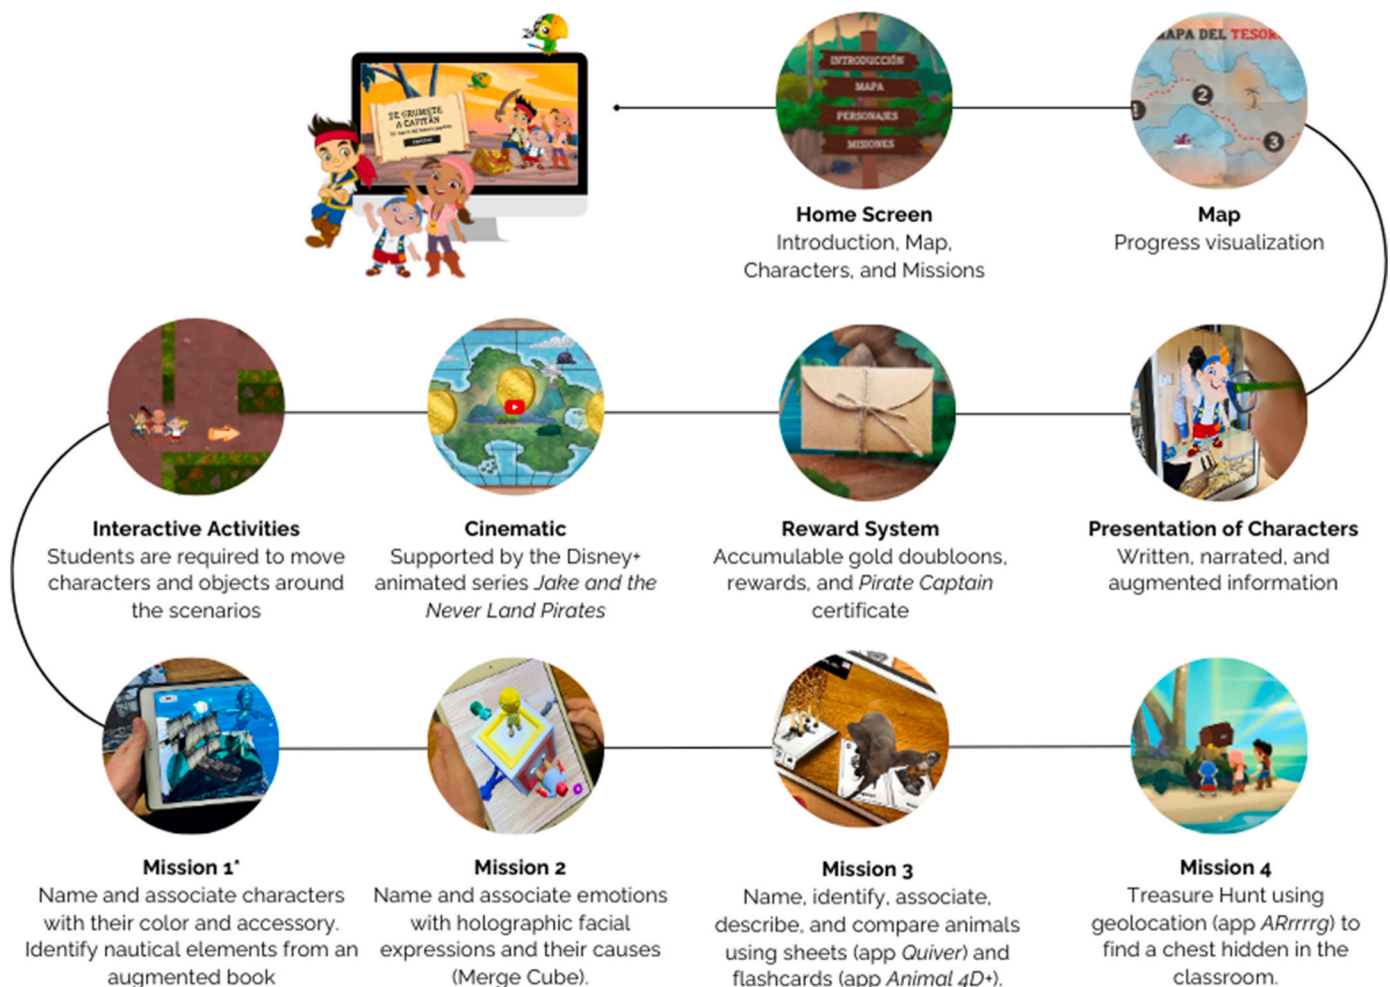 DE GRUMETE
A CAPITÁN
INTRODUCCIÓN
MAPA
PERSONAJES
MISIONES
MAPA DEL TESOR
1
2
3
Home Screen
Introduction, Map,
Characters, and Missions
Map
Progress visualization
Interactive Activities
Students are required to move
characters and objects around
the scenarios
Cinematic
Supported by the Disney+
animated series Jake and the
Never Land Pirates
Reward System
Accumulable gold doubloons,
rewards, and Pirate Captain
certificate
Presentation of Characters
Written, narrated, and
augmented information
Mission 1*
Name and associate characters
with their color and accessory.
Identify nautical elements from an
augmented book
Mission 2
Name and associate emotions
with holographic facial
expressions and their causes
(Merge Cube).
Mission 3
Name, identify, associate,
describe, and compare animals
using sheets (app Quiver) and
flashcards (app Animal 4D+).
Mission 4
Treasure Hunt using
geolocation (app ARrrrrg) to
find a chest hidden in the
classroom.